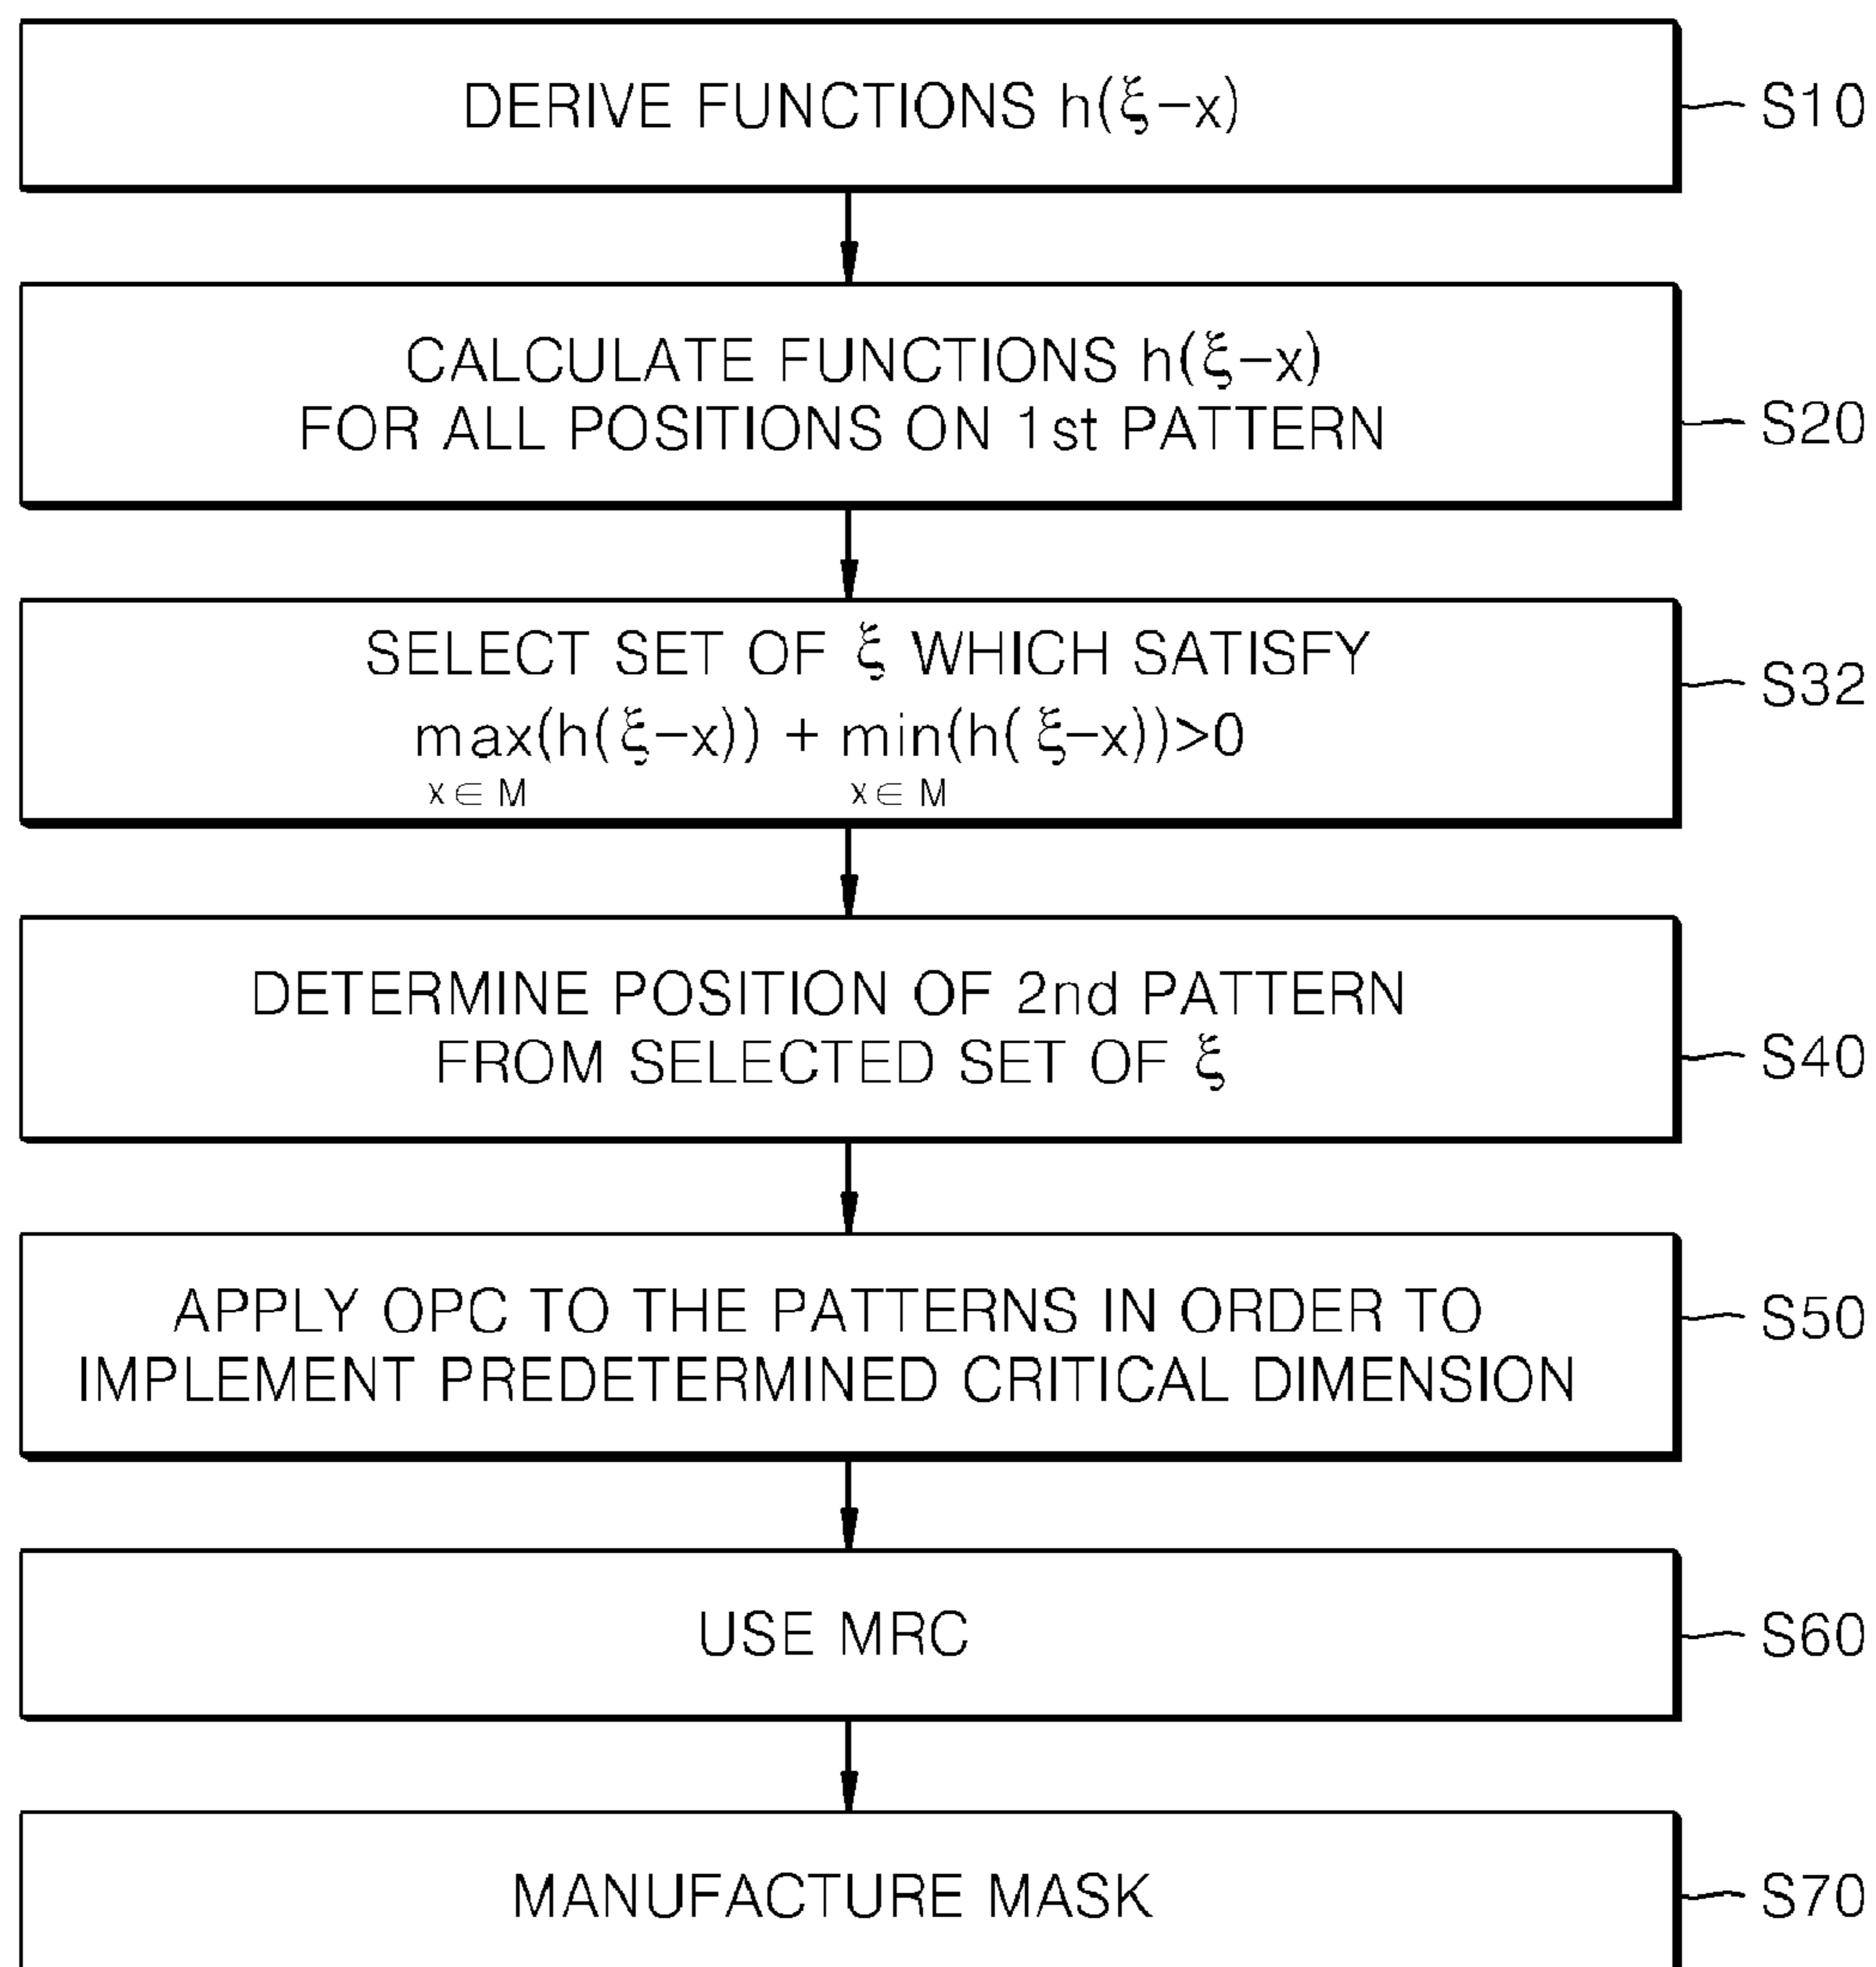 DERIVE FUNCTIONS h(ξ-x)
S10
CALCULATE FUNCTIONS h(ξ-x)
FOR ALL POSITIONS ON 1st PATTERN
S20
SELECT SET OF ξ WHICH SATISFY
max(h(ξ-x)) + min(h( ξ-x))>0
x∈M x∈M
S32
DETERMINE POSITION OF 2nd PATTERN
FROM SELECTED SET OF ξ
S40
APPLY OPC TO THE PATTERNS IN ORDER TO
IMPLEMENT PREDETERMINED CRITICAL DIMENSION
S50
USE MRC
S60
MANUFACTURE MASK
S70